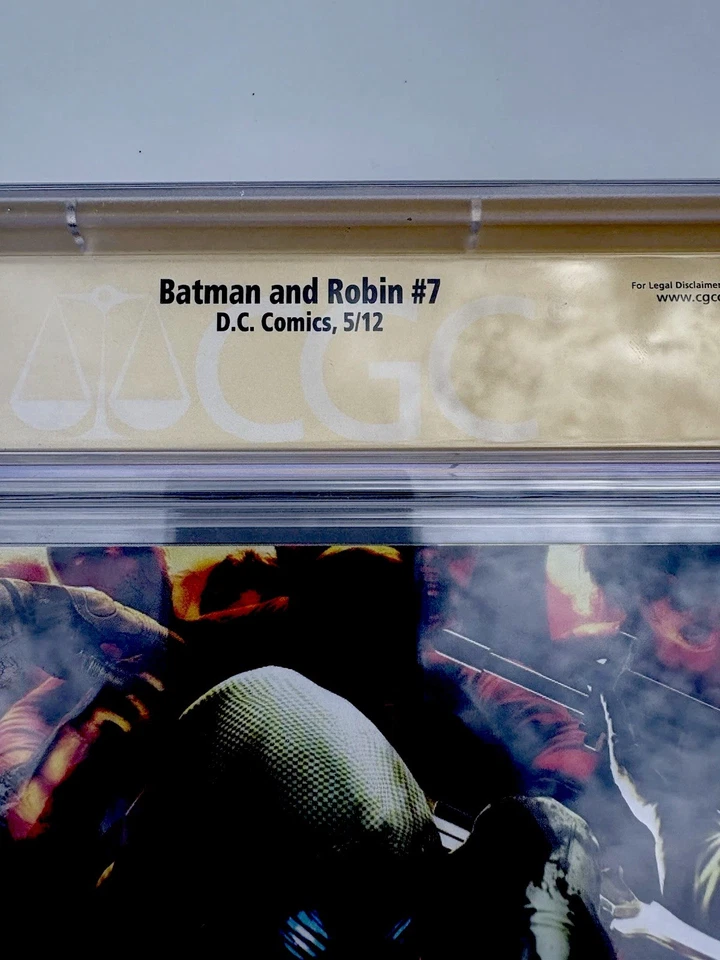 Batman and Robin #7
D.C. Comics, 5/12
For Legal Disclaimer
www.cgc
CGC